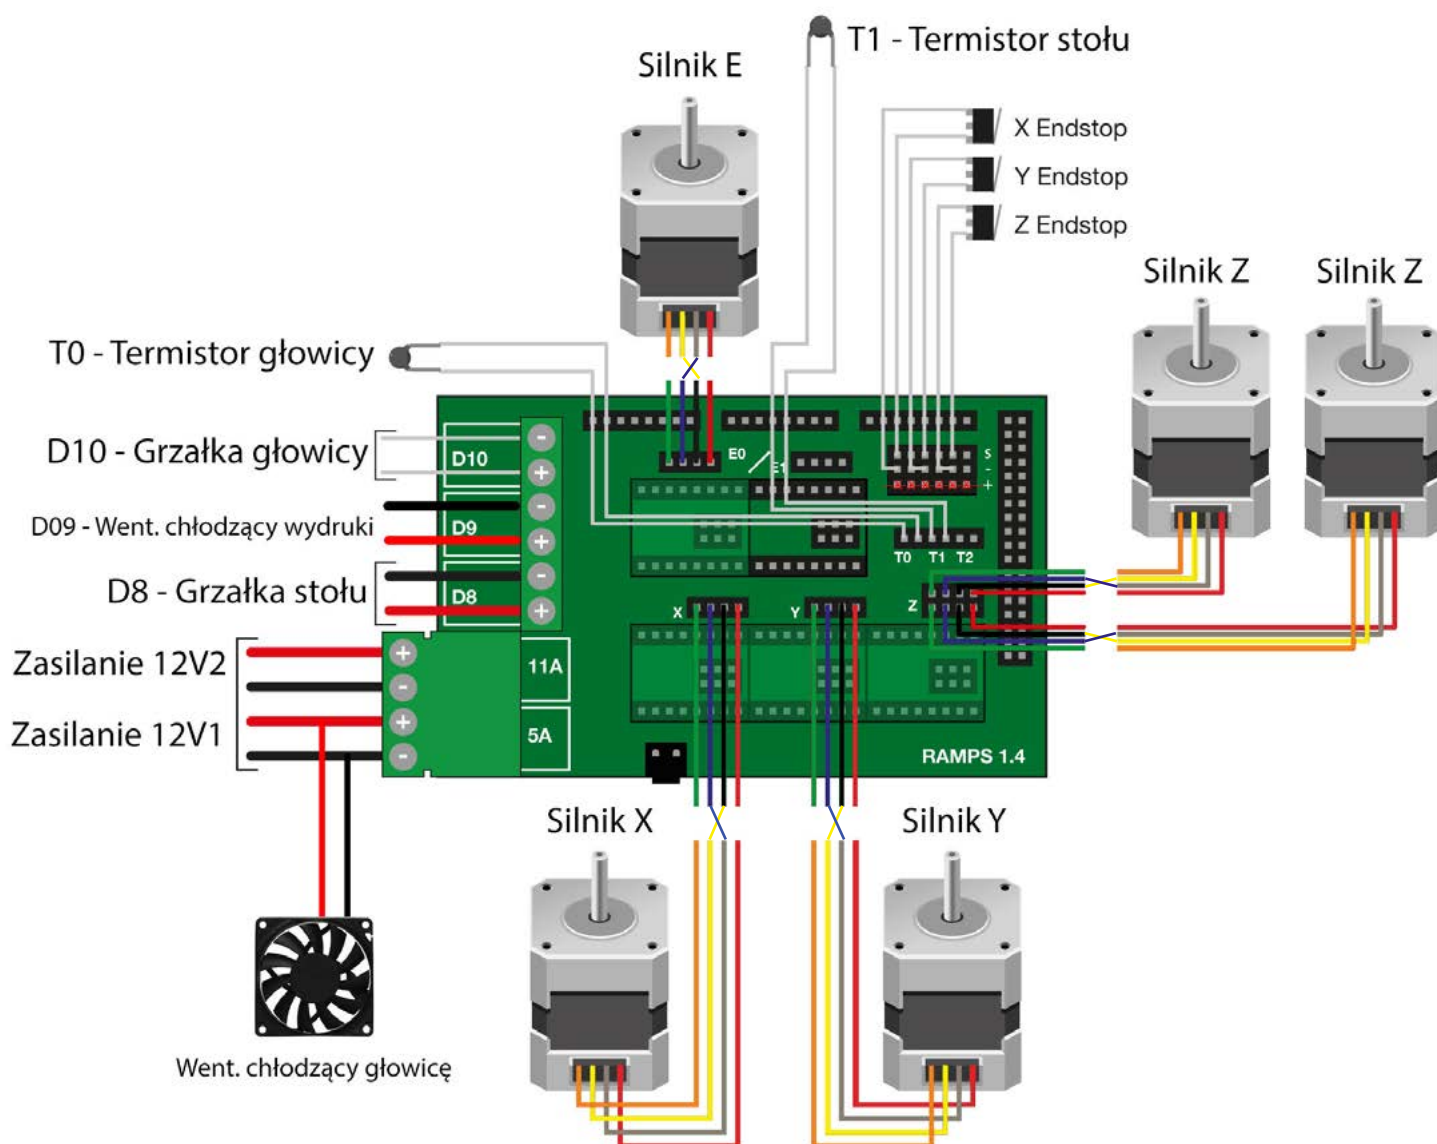 T1 - Termistor stołu
Silnik E
X Endstop
Y Endstop
Z Endstop
Silnik Z
Silnik Z
T0 - Termistor głowicy
D10 - Grzałka głowicy
D09 - Went. chłodzący wydruki
D8 - Grzałka stołu
Zasilanie 12V2
Zasilanie 12V1
D10
D9
D8
11A
5A
E0
E1
S
-
+
T0 T1 T2
X
Y
Z
RAMPS 1.4
-
+
-
+
-
+
+
-
+
-
Silnik X
Silnik Y
Went. chłodzący głowicę